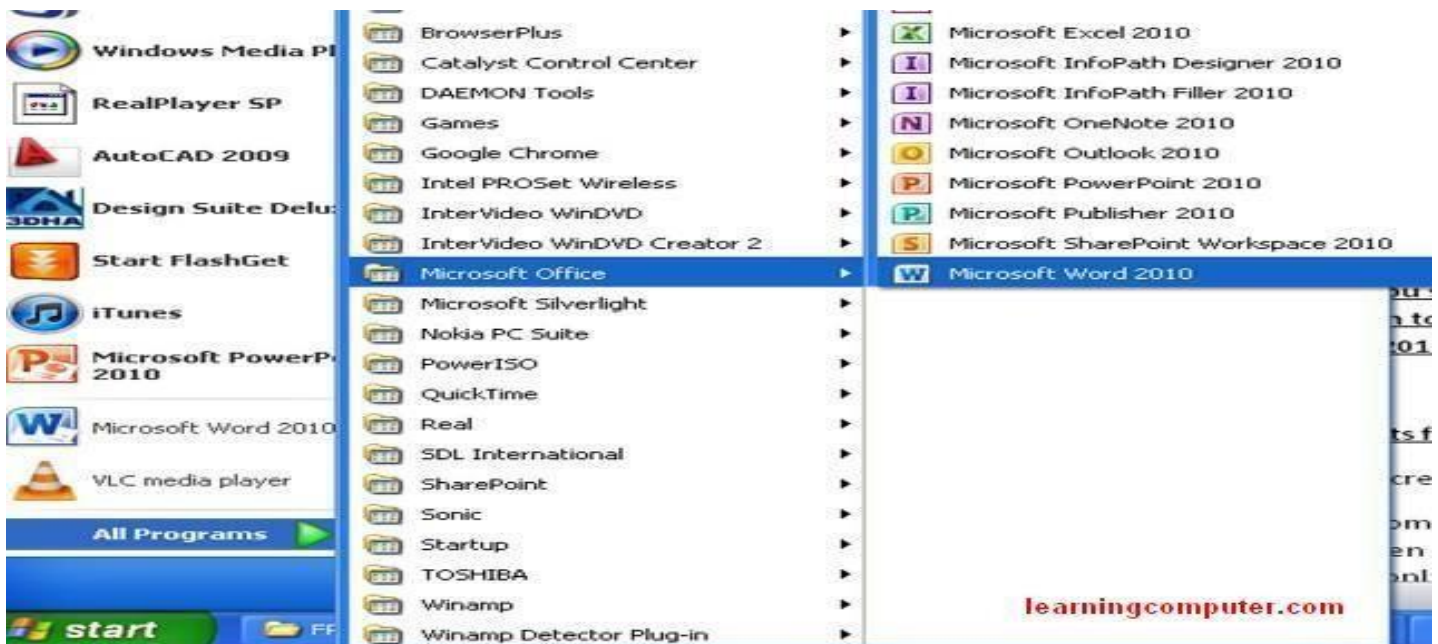 Windows Media Pl
RealPlayer SP
AutoCAD 2009
3DHA
Design Suite Delu
Start FlashGet
iTunes
Microsoft PowerP
2010
Microsoft Word 2010
VLC media player
All Programs
start
BrowserPlus
Catalyst Control Center
DAEMON Tools
Games
Google Chrome
Intel PROSet Wireless
InterVideo WinDVD
InterVideo WinDVD Creator 2
Microsoft Office
Microsoft Silverlight
Nokia PC Suite
PowerISO
QuickTime
Real
SDL International
SharePoint
Sonic
Startup
TOSHIBA
Winamp
Winamp Detector Plug-in
Microsoft Excel 2010
Microsoft InfoPath Designer 2010
Microsoft InfoPath Filler 2010
Microsoft OneNote 2010
Microsoft Outlook 2010
Microsoft PowerPoint 2010
Microsoft Publisher 2010
Microsoft SharePoint Workspace 2010
Microsoft Word 2010
learningcomputer.com